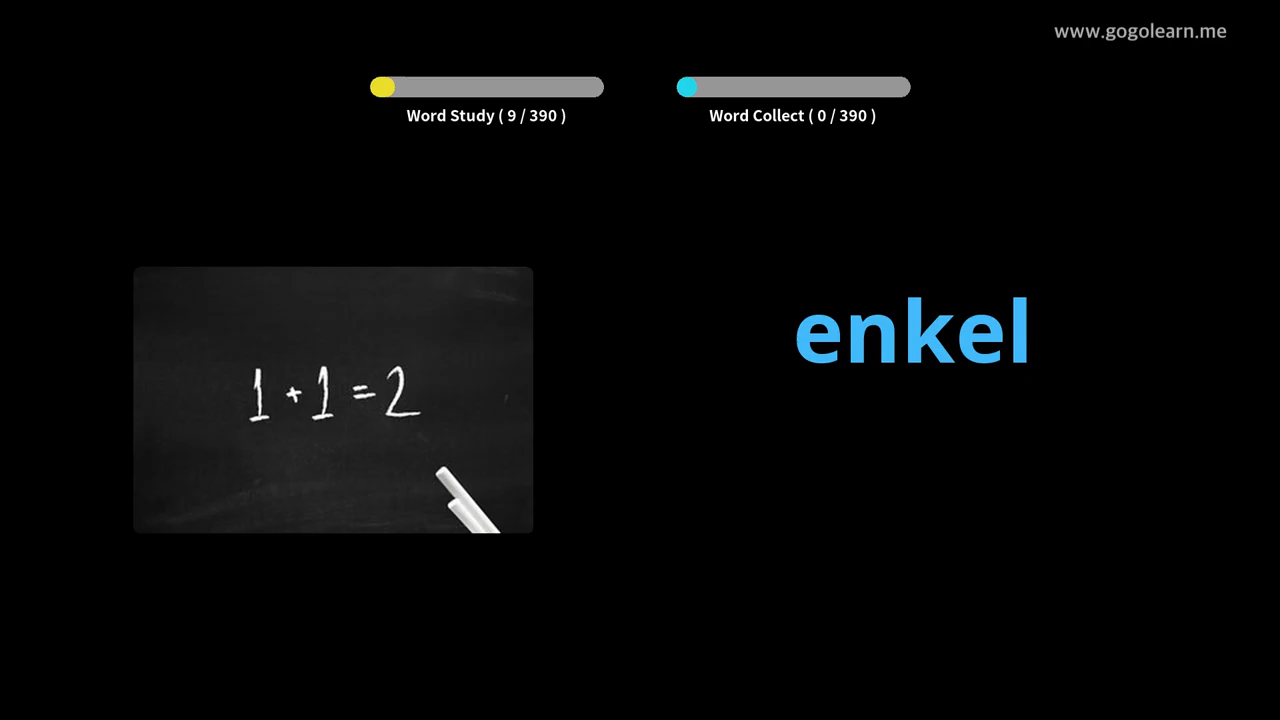 www.gogolearn.me
Word Study ( 9 / 390 )
Word Collect ( 0 / 390 )
enkel
1 + 1 = 2